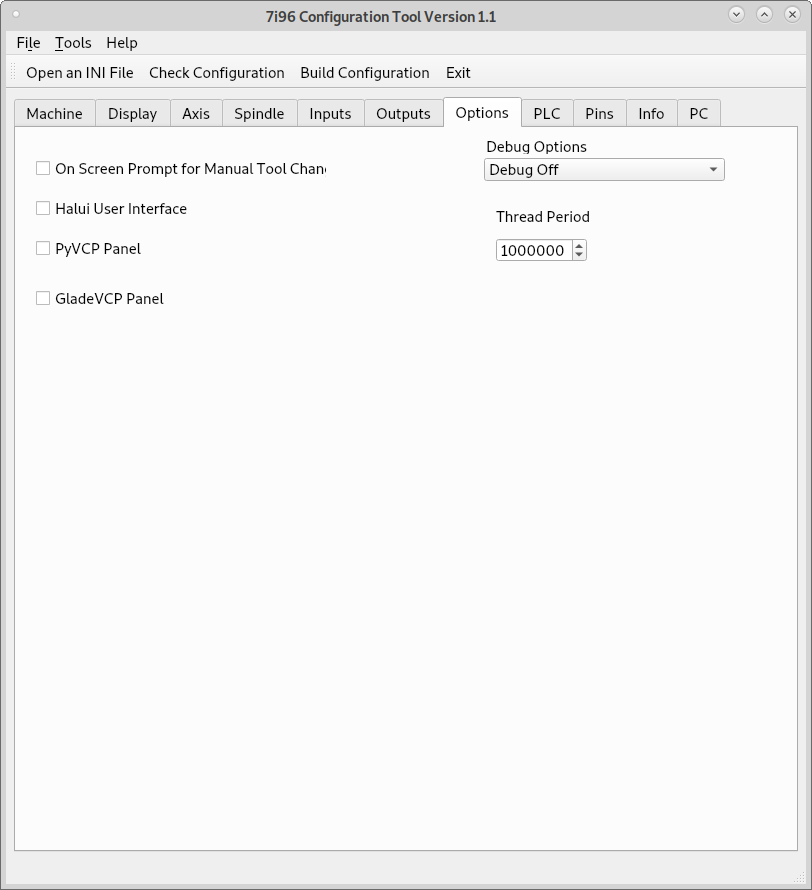 7i96 Configuration Tool Version 1.1
File Tools Help
Open an INI File Check Configuration Build Configuration Exit
Machine Display Axis Spindle Inputs Outputs Options PLC Pins Info PC
Debug Options
On Screen Prompt for Manual Tool Chan
Debug Off
Halui User Interface
Thread Period
PyVCP Panel
1000000
GladeVCP Panel